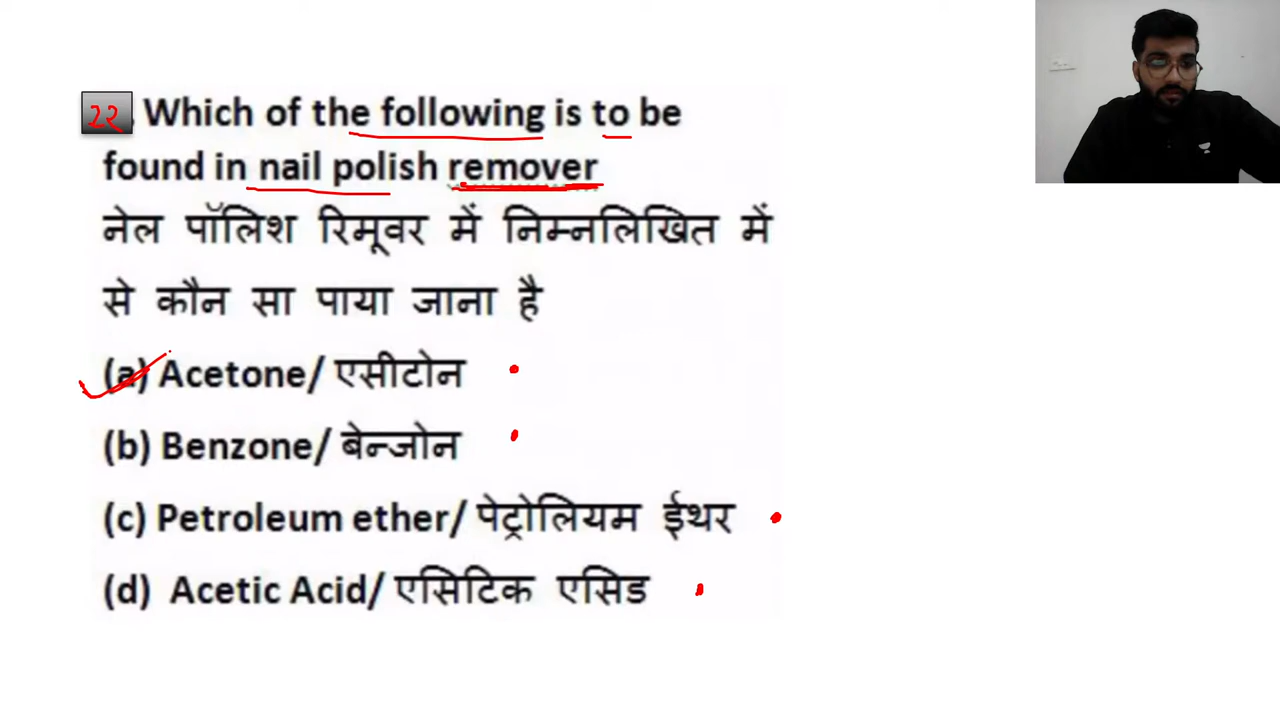 22. Which of the following is to be
found in nail polish remover
नेल पॉलिश रिमूवर में निम्नलिखित में
से कौन सा पाया जाना है
(a) Acetone/ एसीटोन
(b) Benzone/ बेन्जोन
(c) Petroleum ether/ पेट्रोलियम ईथर
(d) Acetic Acid/ एसिटिक एसिड